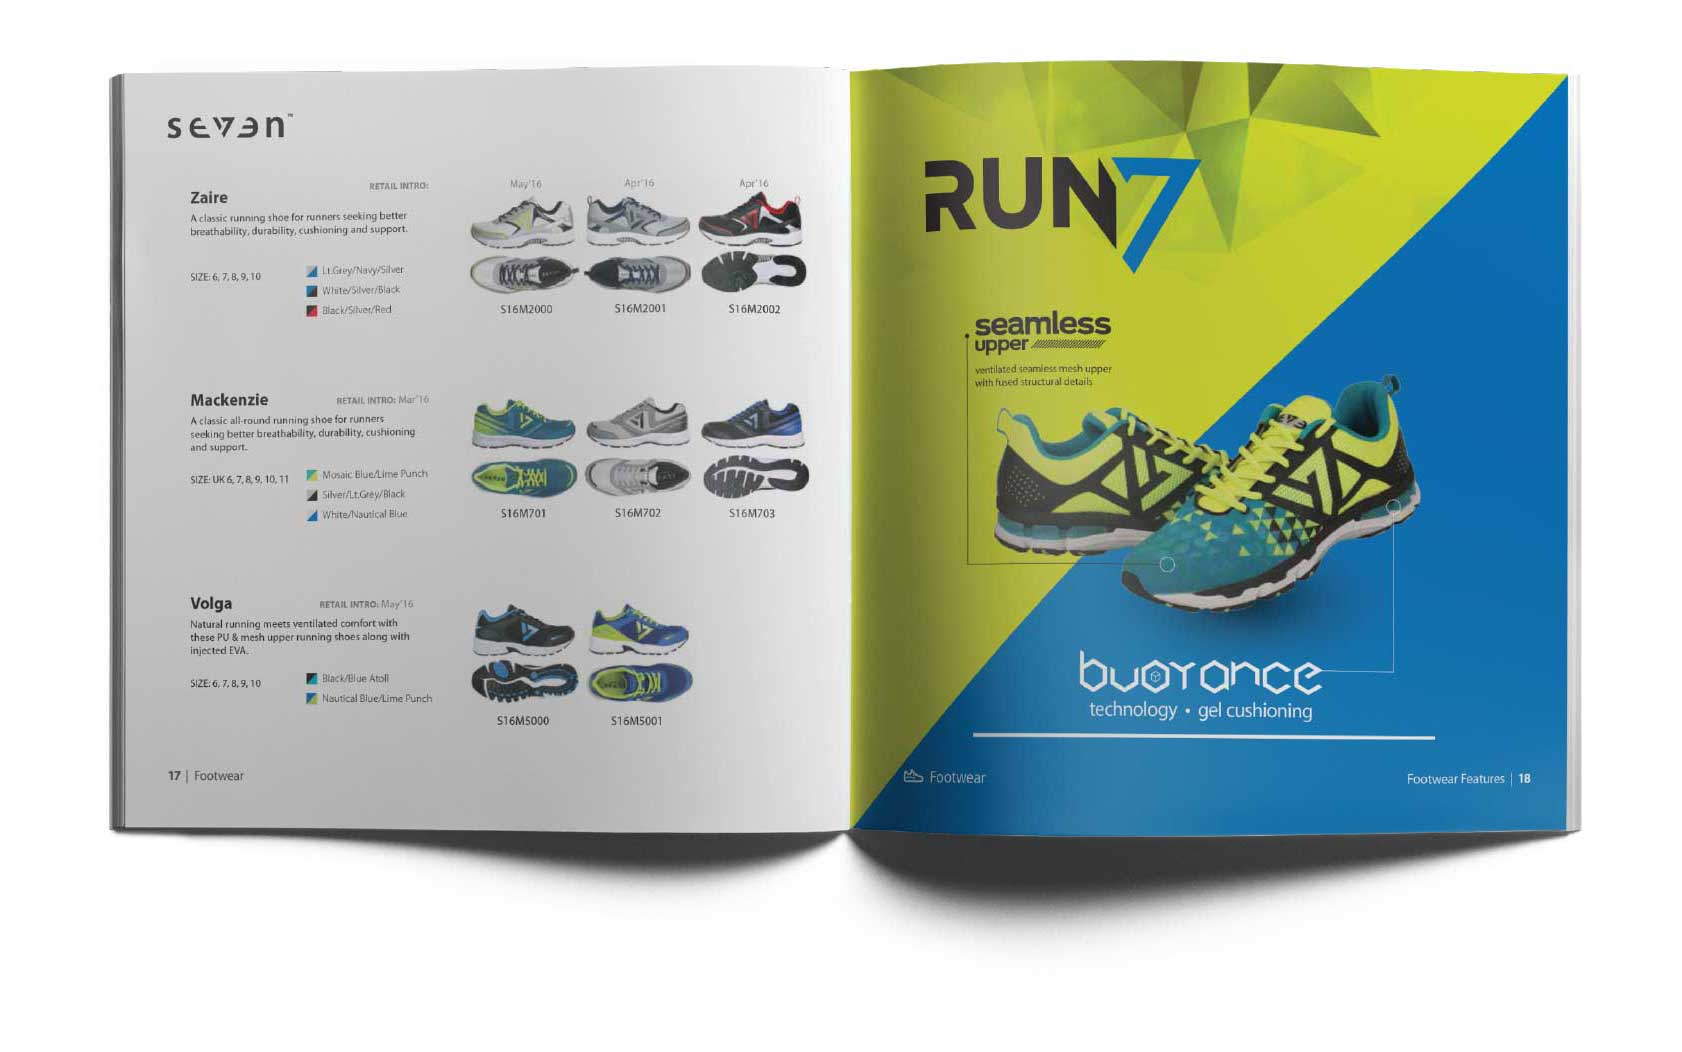 seven™
Zaire
RETAIL INTRO:
May'16
Apr'16
Apr'16
A classic running shoe for runners seeking better
breathability, durability, cushioning and support.
SIZE: 6, 7, 8, 9, 10
Lt.Grey/Navy/Silver
White/Silver/Black
Black/Silver/Red
S16M2000
S16M2001
S16M2002
Mackenzie
RETAIL INTRO: Mar'16
A classic all-round running shoe for runners
seeking better breathability, durability, cushioning
and support.
SIZE: UK 6, 7, 8, 9, 10, 11
Mosaic Blue/Lime Punch
Silver/Lt.Grey/Black
White/Nautical Blue
S16M701
S16M702
S16M703
Volga
RETAIL INTRO: May'16
Natural running meets ventilated comfort with
these PU & mesh upper running shoes along with
injected EVA.
SIZE: 6, 7, 8, 9, 10
Black/Blue Atoll
Nautical Blue/Lime Punch
S16M5000
S16M5001
17 | Footwear
RUN7
seamless
upper
ventilated seamless mesh upper
with fused structural details
buoyance
technology • gel cushioning
Footwear
Footwear Features | 18